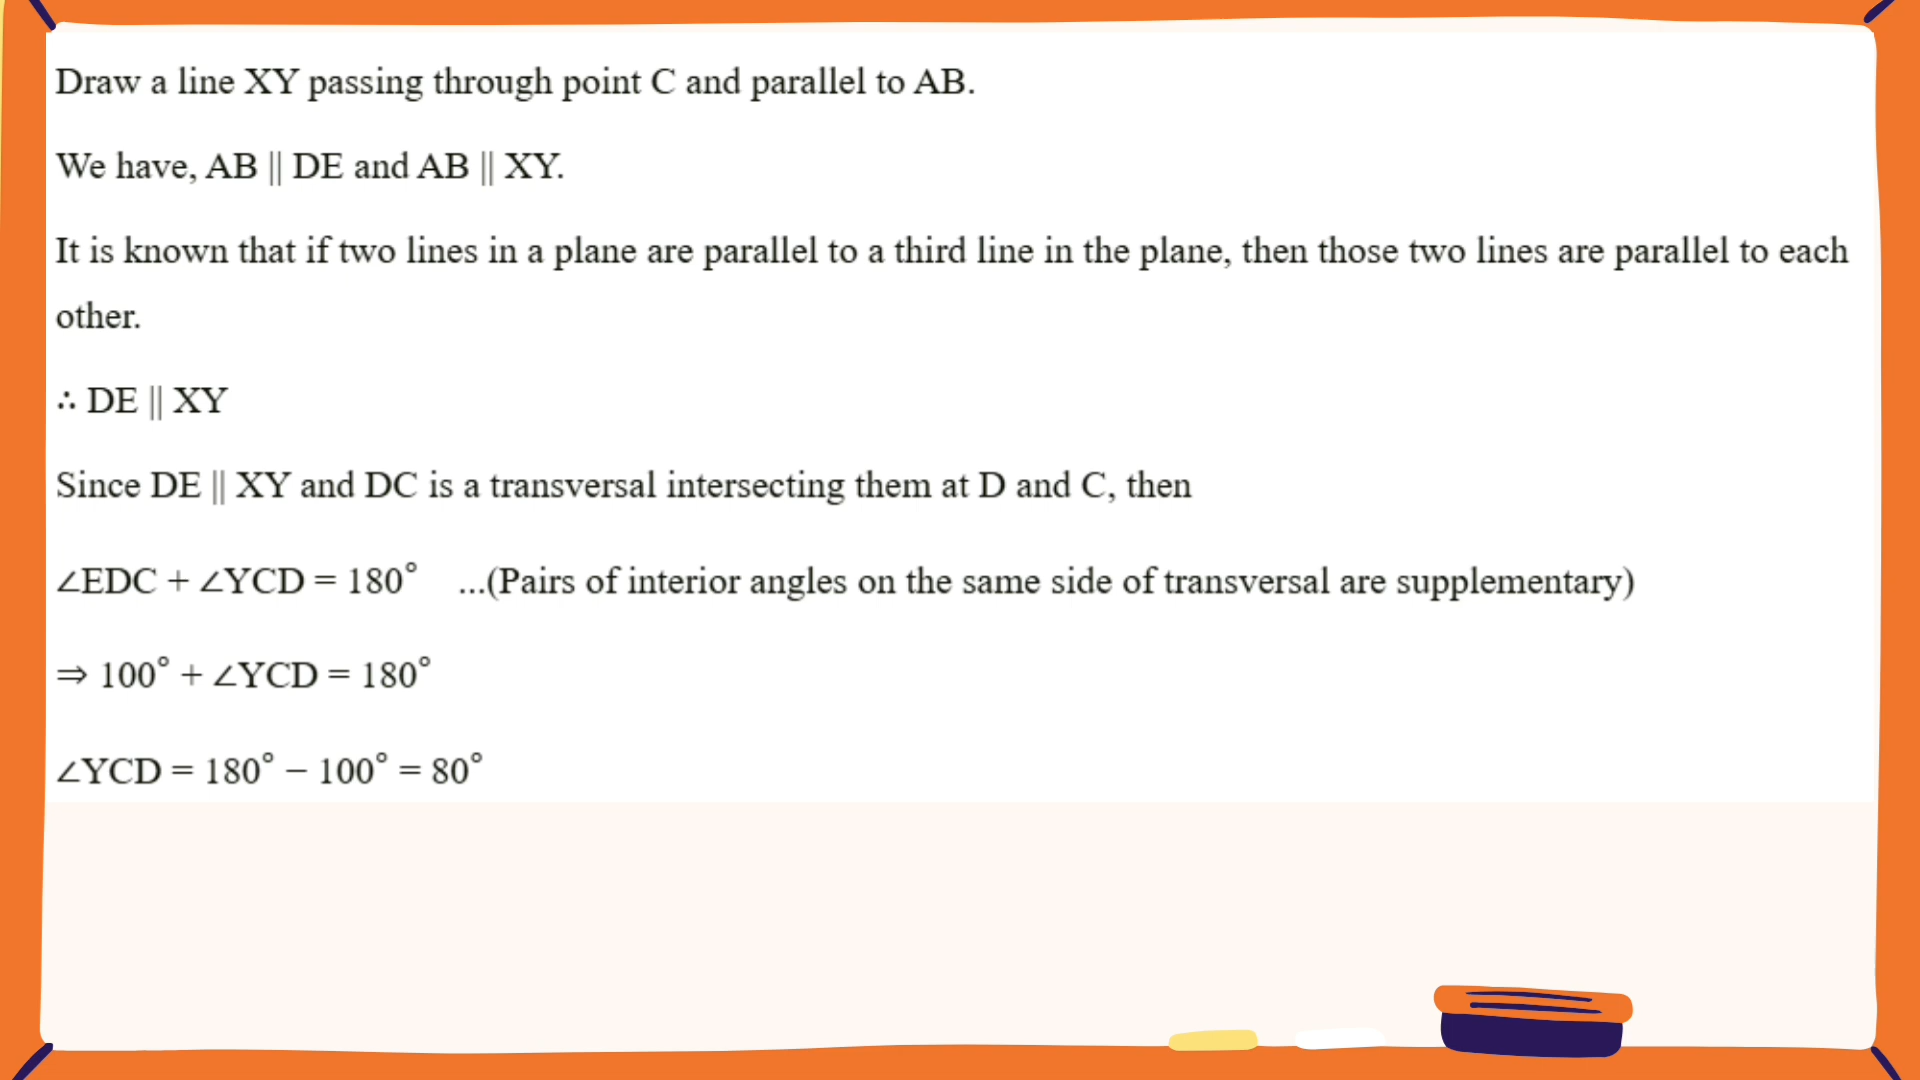 Draw a line XY passing through point C and parallel to AB.
We have, AB || DE and AB || XY.
It is known that if two lines in a plane are parallel to a third line in the plane, then those two lines are parallel to each
other.
∴ DE || XY
Since DE || XY and DC is a transversal intersecting them at D and C, then
∠EDC + ∠YCD = 180° ...(Pairs of interior angles on the same side of transversal are supplementary)
⇒ 100° + ∠YCD = 180°
∠YCD = 180° − 100° = 80°